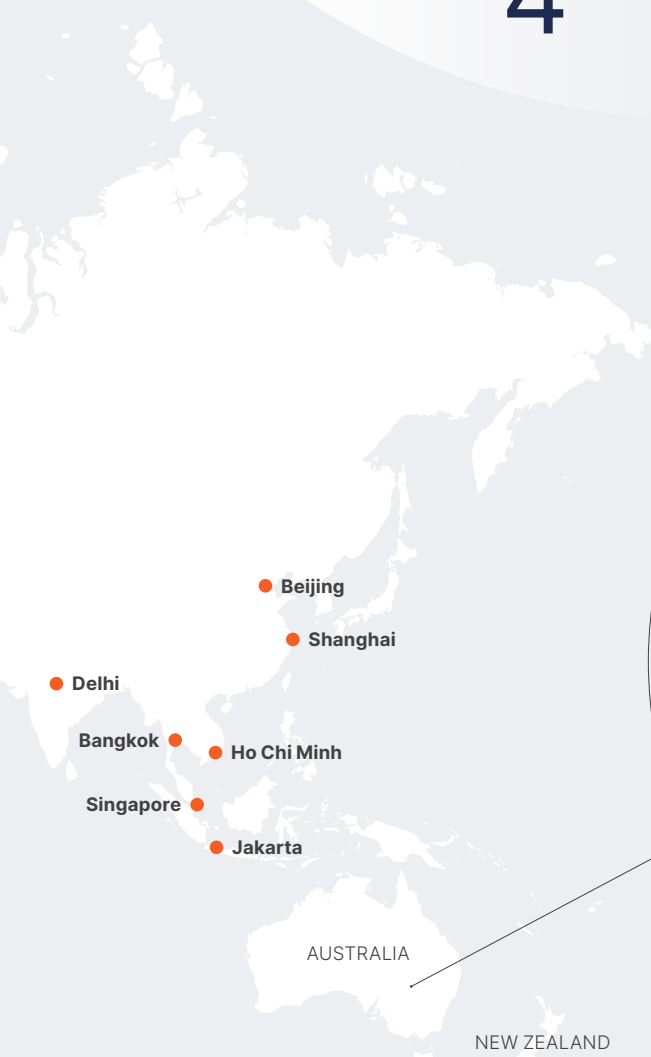 4
Beijing
Shanghai
Delhi
Bangkok
Ho Chi Minh
Singapore
Jakarta
AUSTRALIA
NEW ZEALAND